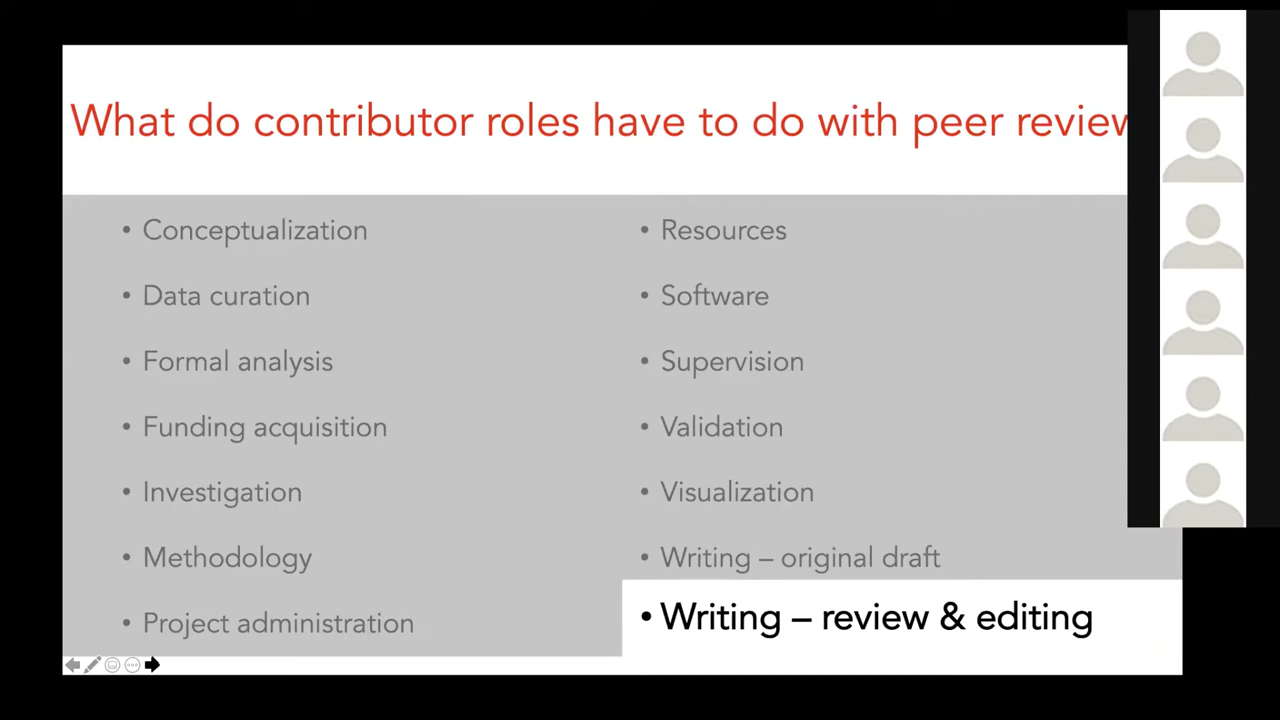 What do contributor roles have to do with peer review
• Conceptualization
• Data curation
• Formal analysis
• Funding acquisition
• Investigation
• Methodology
• Project administration
• Resources
• Software
• Supervision
• Validation
• Visualization
• Writing – original draft
• Writing – review & editing